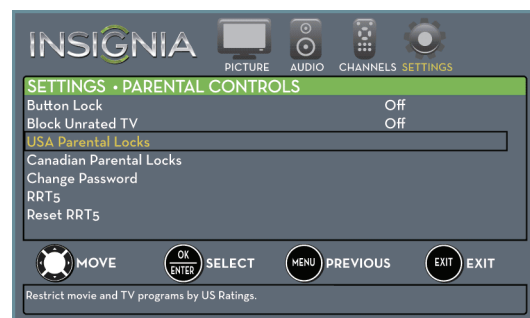 INSIGNIA
PICTURE AUDIO CHANNELS SETTINGS
SETTINGS • PARENTAL CONTROLS
Button Lock Off
Block Unrated TV Off
USA Parental Locks
Canadian Parental Locks
Change Password
RRT5
Reset RRT5
MOVE OK ENTER SELECT MENU PREVIOUS EXIT EXIT
Restrict movie and TV programs by US Ratings.